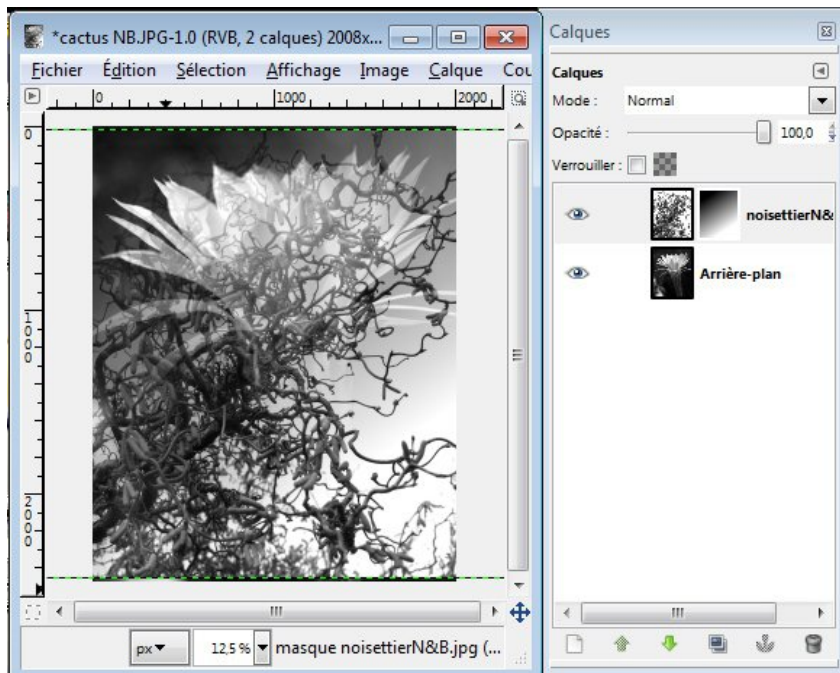 *cactus NB.JPG-1.0 (RVB, 2 calques) 2008x...
Fichier Édition Sélection Affichage Image Calque Cou
0 1000 2000
0
1000
2000
px 12,5 % masque noisettierN&B.jpg (...
Calques
Calques
Mode : Normal
Opacité : 100,0
Verrouiller :
noisettierN&
Arrière-plan